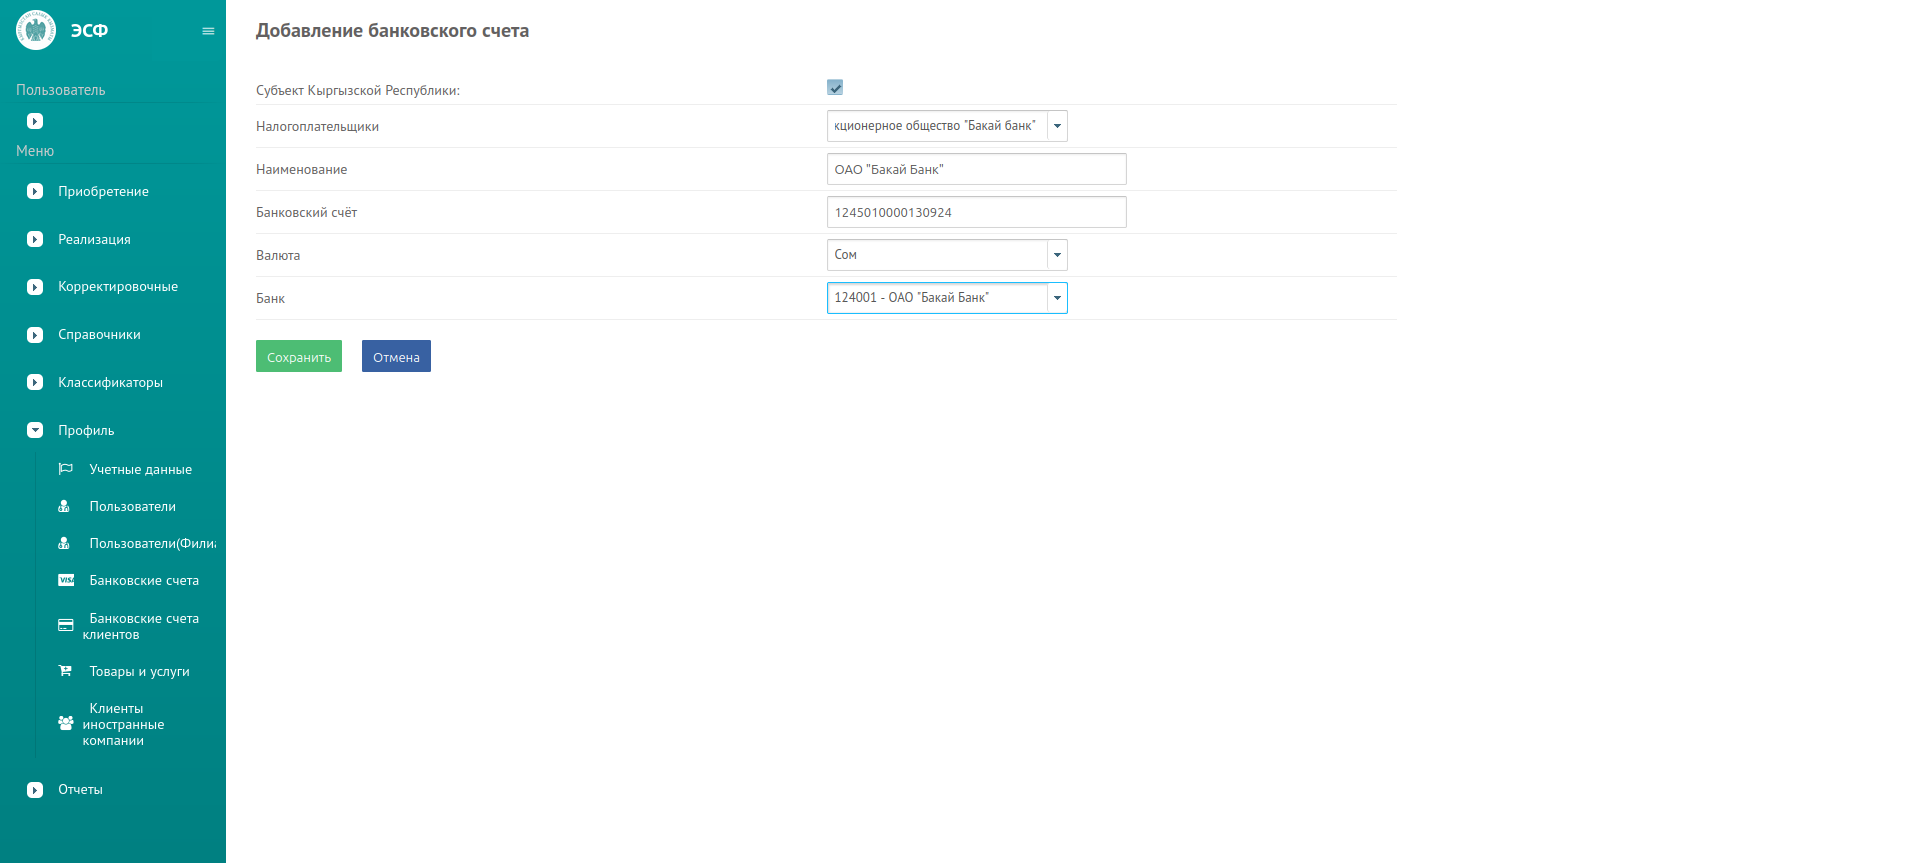 ЭСФ
Пользователь
Меню
Приобретение
Реализация
Корректировочные
Справочники
Классификаторы
Профиль
Учетные данные
Пользователи
Пользователи(Фили
Банковские счета
Банковские счета
клиентов
Товары и услуги
Клиенты
иностранные
компании
Отчеты
Добавление банковского счета
Субъект Кыргызской Республики:
Налогоплательщики кционерное общество "Бакай банк"
Наименование ОАО "Бакай Банк"
Банковский счёт 1245010000130924
Валюта Сом
Банк 124001 - ОАО "Бакай Банк"
Сохранить Отмена